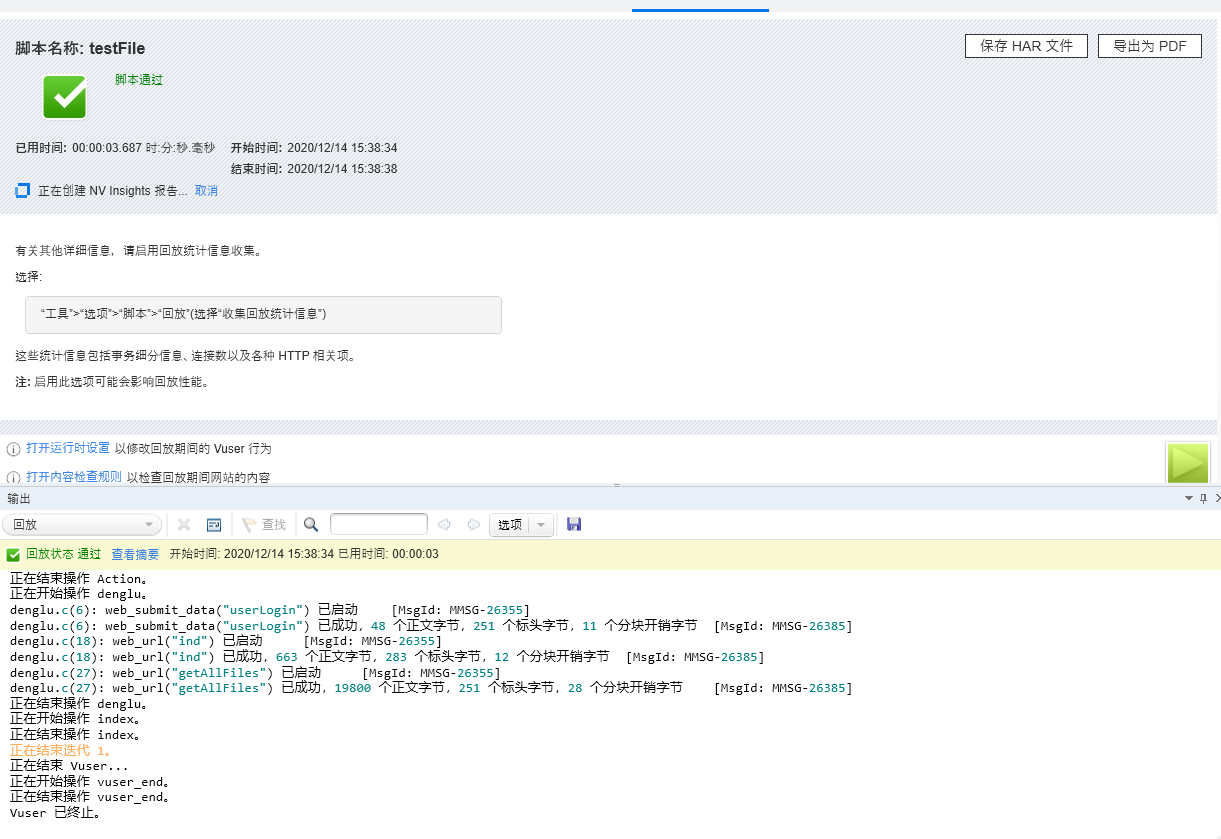 脚本名称: testFile
保存 HAR 文件
导出为 PDF
脚本通过
已用时间: 00:00:03.687 时:分:秒.毫秒 开始时间: 2020/12/14 15:38:34
结束时间: 2020/12/14 15:38:38
正在创建 NV Insights 报告... 取消
有关其他详细信息，请启用回放统计信息收集。
选择:
“工具”>“选项”>“脚本”>“回放”(选择“收集回放统计信息”)
这些统计信息包括事务细分信息、连接数以及各种 HTTP 相关项。
注: 启用此选项可能会影响回放性能。
打开运行时设置 以修改回放期间的 Vuser 行为
打开内容检查规则 以检查回放期间网站的内容
输出
回放
查找
选项
回放状态 通过 查看摘要 开始时间: 2020/12/14 15:38:34 已用时间: 00:00:03
正在结束操作 Action。
正在开始操作 denglu。
denglu.c(6): web_submit_data("userLogin") 已启动 [MsgId: MMSG-26355]
denglu.c(6): web_submit_data("userLogin") 已成功, 48 个正文字节, 251 个标头字节, 11 个分块开销字节 [MsgId: MMSG-26385]
denglu.c(18): web_url("ind") 已启动 [MsgId: MMSG-26355]
denglu.c(18): web_url("ind") 已成功, 663 个正文字节, 283 个标头字节, 12 个分块开销字节 [MsgId: MMSG-26385]
denglu.c(27): web_url("getAllFiles") 已启动 [MsgId: MMSG-26355]
denglu.c(27): web_url("getAllFiles") 已成功, 19800 个正文字节, 251 个标头字节, 28 个分块开销字节 [MsgId: MMSG-26385]
正在结束操作 denglu。
正在开始操作 index。
正在结束操作 index。
正在结束迭代 1。
正在结束 Vuser...
正在开始操作 vuser_end。
正在结束操作 vuser_end。
Vuser 已终止。